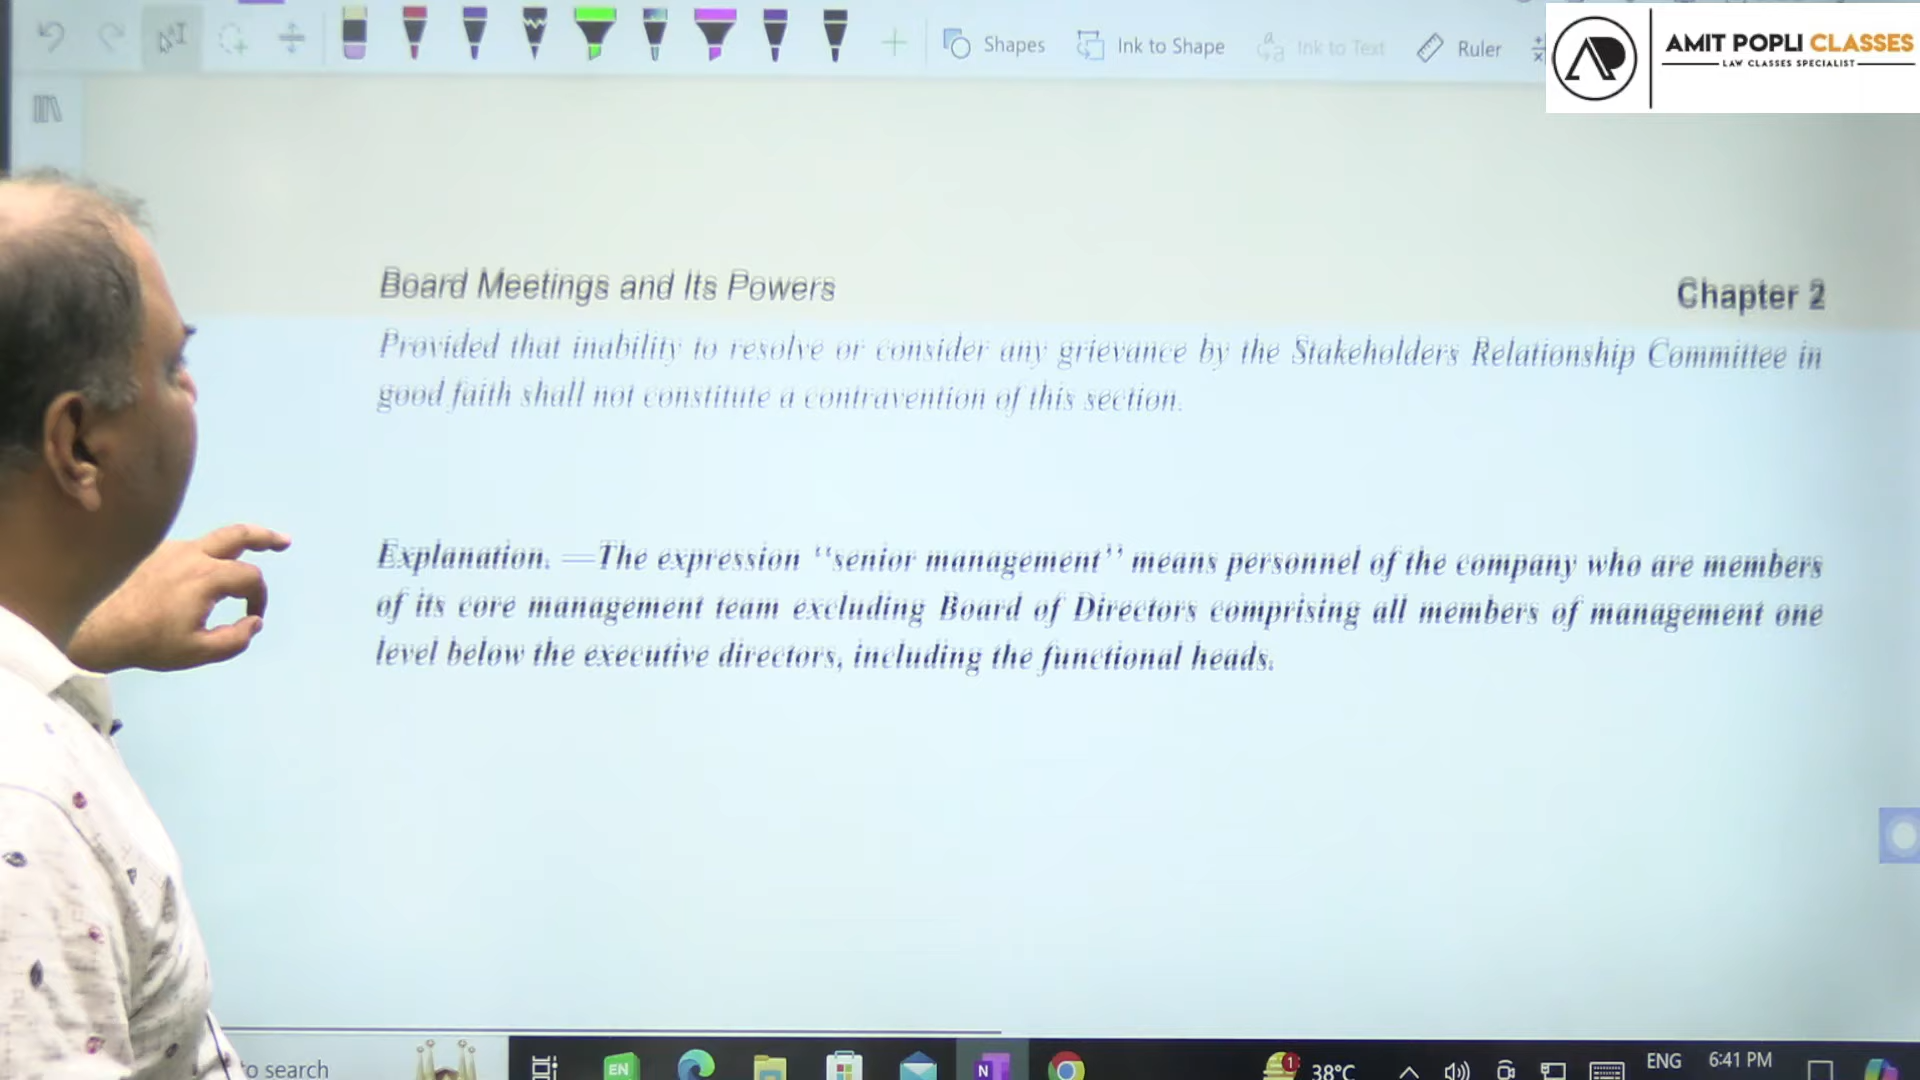 Shapes
Ink to Shape
Ink to Text
Ruler
AMIT POPLI CLASSES
LAW CLASSES SPECIALIST
Board Meetings and Its Powers
Chapter 2
Provided that inability to resolve or consider any grievance by the Stakeholders Relationship Committee in
good faith shall not constitute a contravention of this section.
Explanation. —The expression ‘‘senior management’’ means personnel of the company who are members
of its core management team excluding Board of Directors comprising all members of management one
level below the executive directors, including the functional heads.
to search
EN
N
1
38°C
ENG
6:41 PM